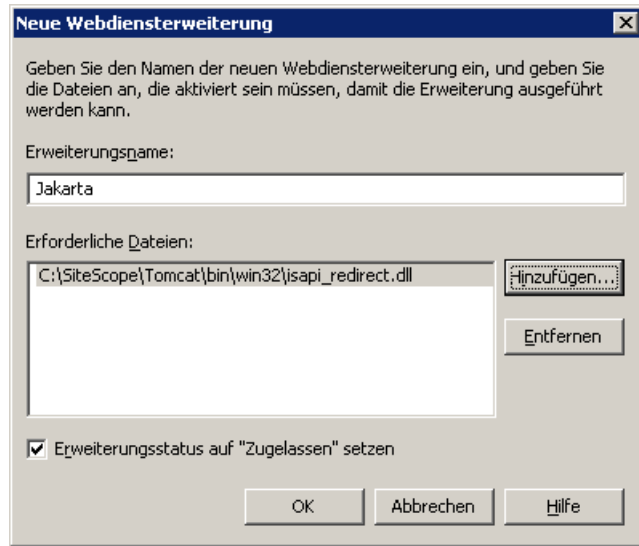 Neue Webdiensterweiterung
Geben Sie den Namen der neuen Webdiensterweiterung ein, und geben Sie
die Dateien an, die aktiviert sein müssen, damit die Erweiterung ausgeführt
werden kann.
Erweiterungsname:
Jakarta
Erforderliche Dateien:
C:\SiteScope\Tomcat\bin\win32\isapi_redirect.dll
Hinzufügen...
Entfernen
Erweiterungsstatus auf "Zugelassen" setzen
OK Abbrechen Hilfe